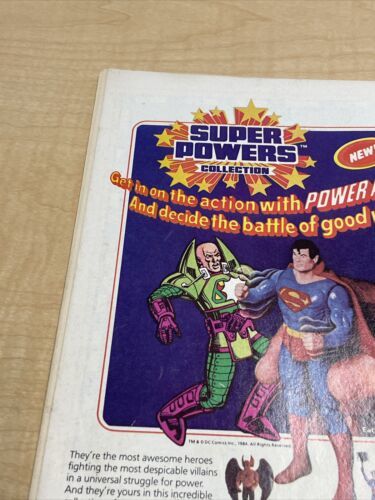 SUPER
POWERS™
COLLECTION
NEW
Get in on the action with POWER
And decide the battle of good
S
TM & © DC Comics Inc., 1984. All Rights Reserved.
They're the most awesome heroes
fighting the most despicable villains
in a universal struggle for power.
And they're yours in this incredible